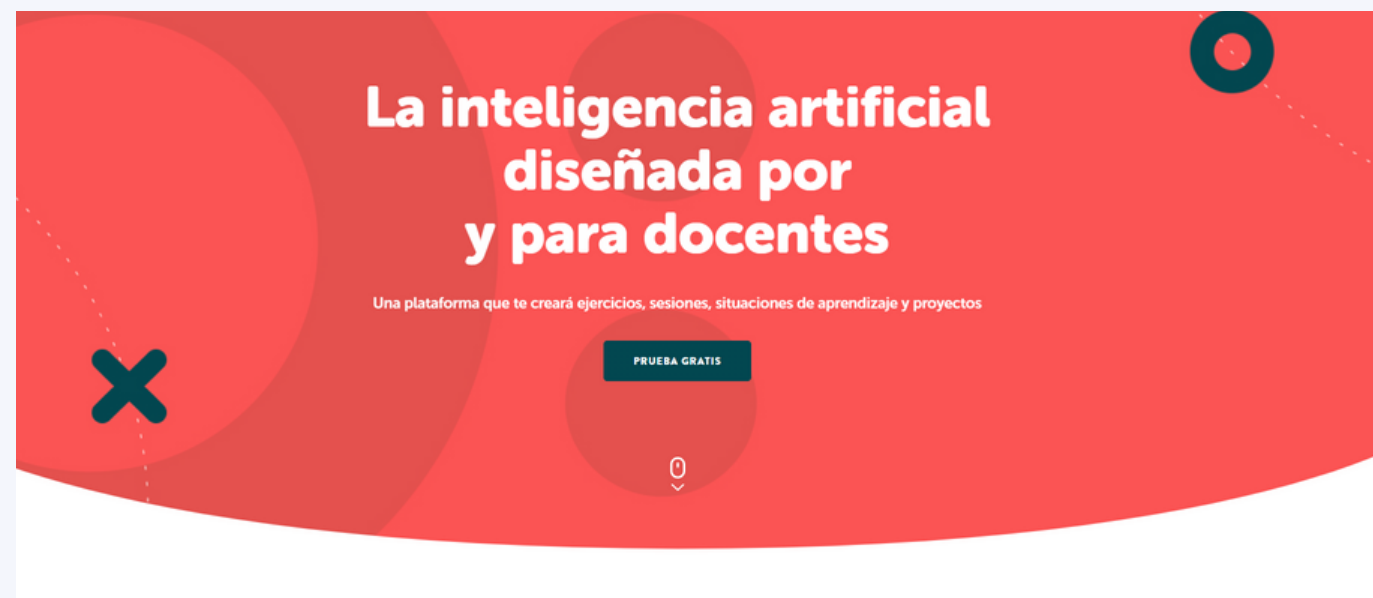 La inteligencia artificial
diseñada por
y para docentes
Una plataforma que te creará ejercicios, sesiones, situaciones de aprendizaje y proyectos
PRUEBA GRATIS